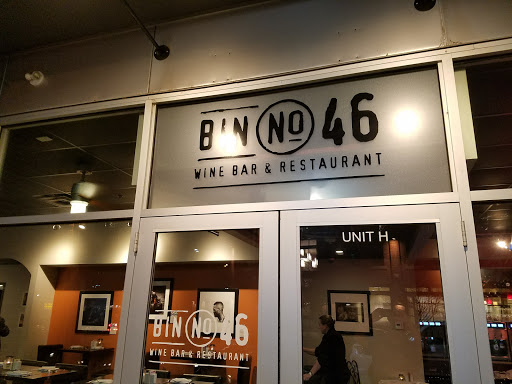 BIN NO 46
WINE BAR & RESTAURANT
UNIT H
BIN NO 46
WINE BAR & RESTAURANT